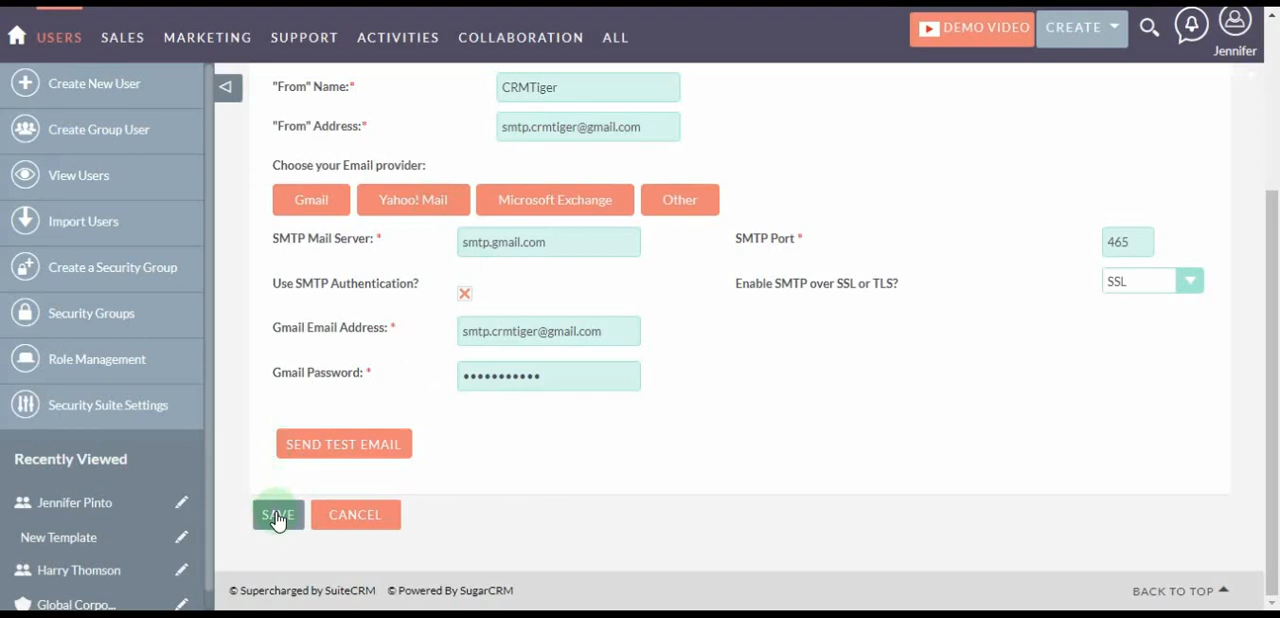 USERS SALES MARKETING SUPPORT ACTIVITIES COLLABORATION ALL DEMO VIDEO CREATE
Jennifer
Create New User
Create Group User
View Users
Import Users
Create a Security Group
Security Groups
Role Management
Security Suite Settings
Recently Viewed
Jennifer Pinto
New Template
Harry Thomson
Global Corpo...
"From" Name:* CRMTiger
"From" Address:* smtp.crmtiger@gmail.com
Choose your Email provider:
Gmail Yahoo! Mail Microsoft Exchange Other
SMTP Mail Server: * smtp.gmail.com SMTP Port * 465
Use SMTP Authentication? Enable SMTP over SSL or TLS? SSL
Gmail Email Address: * smtp.crmtiger@gmail.com
Gmail Password: * •••••••••••
SEND TEST EMAIL
SAVE CANCEL
© Supercharged by SuiteCRM © Powered By SugarCRM BACK TO TOP